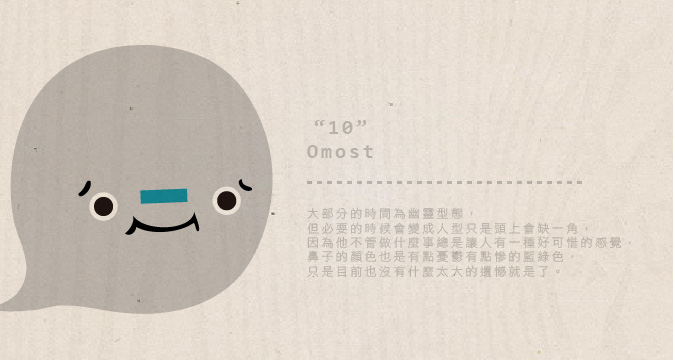 “10”
Omost
大部分的時間為幽靈型態，
但必要的時候會變成人型只是頭上會缺一角，
因為他不管做什麼事總是讓人有一種好可惜的感覺，
鼻子的顏色也是有點憂鬱有點慘的藍綠色，
只是目前也沒有什麼太大的遺憾就是了。